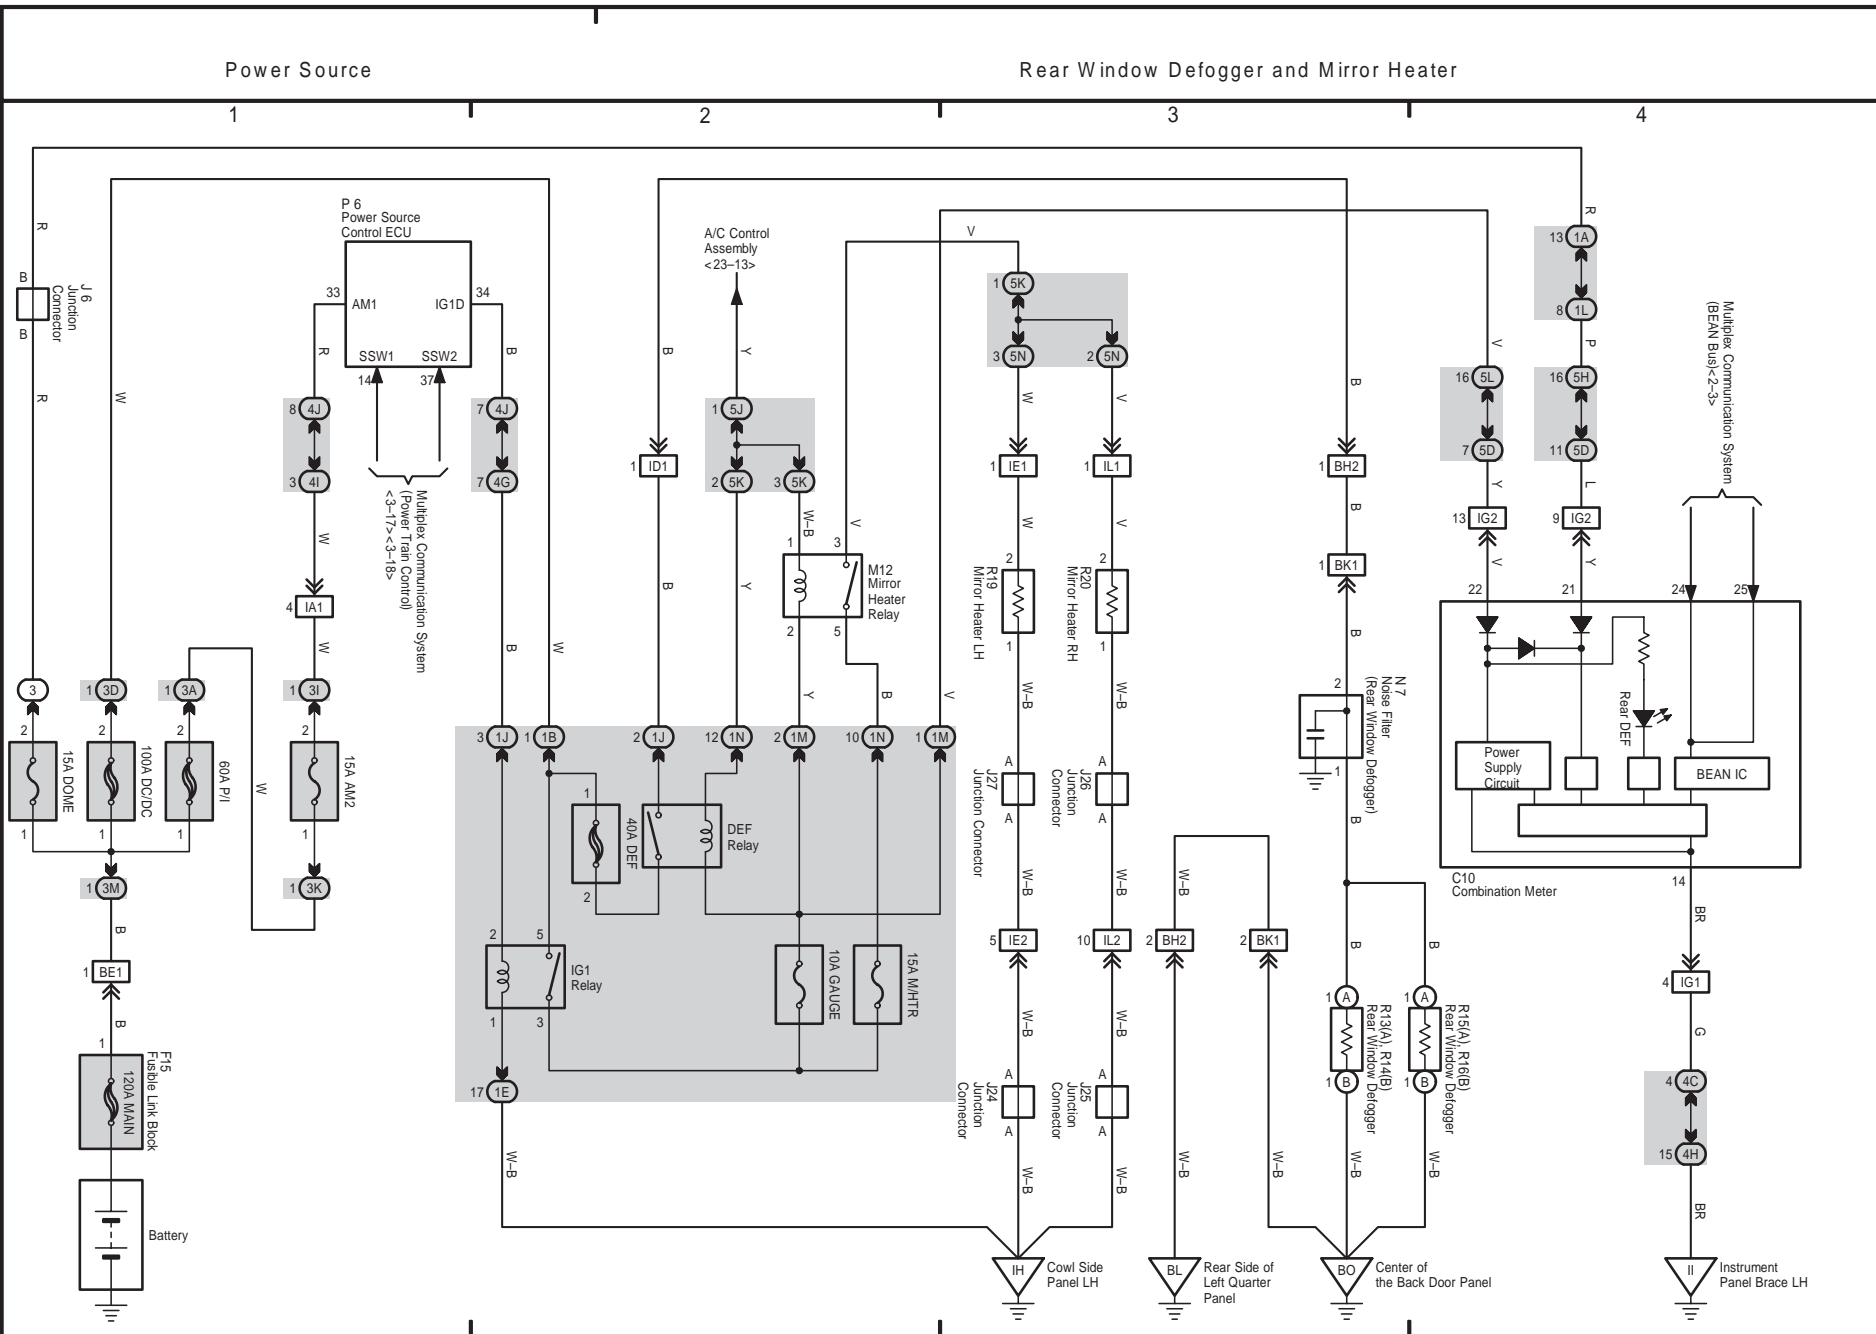 Power Source
Rear Window Defogger and Mirror Heater
1
2
3
4
R
B
B
J 6
Junction
Connector
R
W
P 6
Power Source
Control ECU
33
AM1
IG1D
34
SSW1
SSW2
14
37
R
B
8 4J
3 4I
7 4J
7 4G
Multiplex Communication System
(Power Train Control)
<3–17><3–18>
W
4 IA1
W
B
W
3
1 3D
1 3A
1 3I
2
2
2
2
15A DOME
100A DC/DC
60A P/I
W
15A AM2
1
1
1
1
1 3M
1 3K
B
1 BE1
B
1
F15
Fusible Link Block
120A MAIN
Battery
A/C Control
Assembly
<23–13>
B
Y
1 ID1
1 5J
2 5K
3 5K
W–B
V
B
Y
1
3
M12
Mirror
Heater
Relay
2
5
Y
B
V
3 1J
1 1B
2 1J
12 1N
2 1M
10 1N
1 1M
1
40A DEF
2
DEF
Relay
2
5
IG1
Relay
1
3
10A GAUGE
15A M/HTR
17 1E
W–B
V
1 5K
3 5N
2 5N
W
V
1 IE1
1 IL1
W
V
2
2
R19
Mirror Heater LH
R20
Mirror Heater RH
1
1
W–B
W–B
A
A
J27
Junction Connector
J26
Junction
Connector
A
A
W–B
W–B
5 IE2
10 IL2
W–B
W–B
A
A
J24
Junction
Connector
J25
Junction
Connector
A
A
W–B
W–B
IH
Cowl Side
Panel LH
W–B
2 BH2
2 BK1
W–B
W–B
BL
Rear Side of
Left Quarter
Panel
B
1 BH2
B
1 BK1
B
2
N 7
Noise Filter
(Rear Window Defogger)
1
B
B
B
1 A
1 A
R13(A), R14(B)
Rear Window Defogger
R15(A), R16(B)
Rear Window Defogger
1 B
1 B
W–B
W–B
BO
Center of
the Back Door Panel
R
13 1A
8 1L
V
P
16 5L
7 5D
16 5H
11 5D
Y
L
13 IG2
9 IG2
V
Y
Multiplex Communication System
(BEAN Bus)<2–3>
22
21
24
25
Rear DEF
Power
Supply
Circuit
BEAN IC
C10
Combination Meter
14
BR
4 IG1
G
4 4C
15 4H
BR
II
Instrument
Panel Brace LH